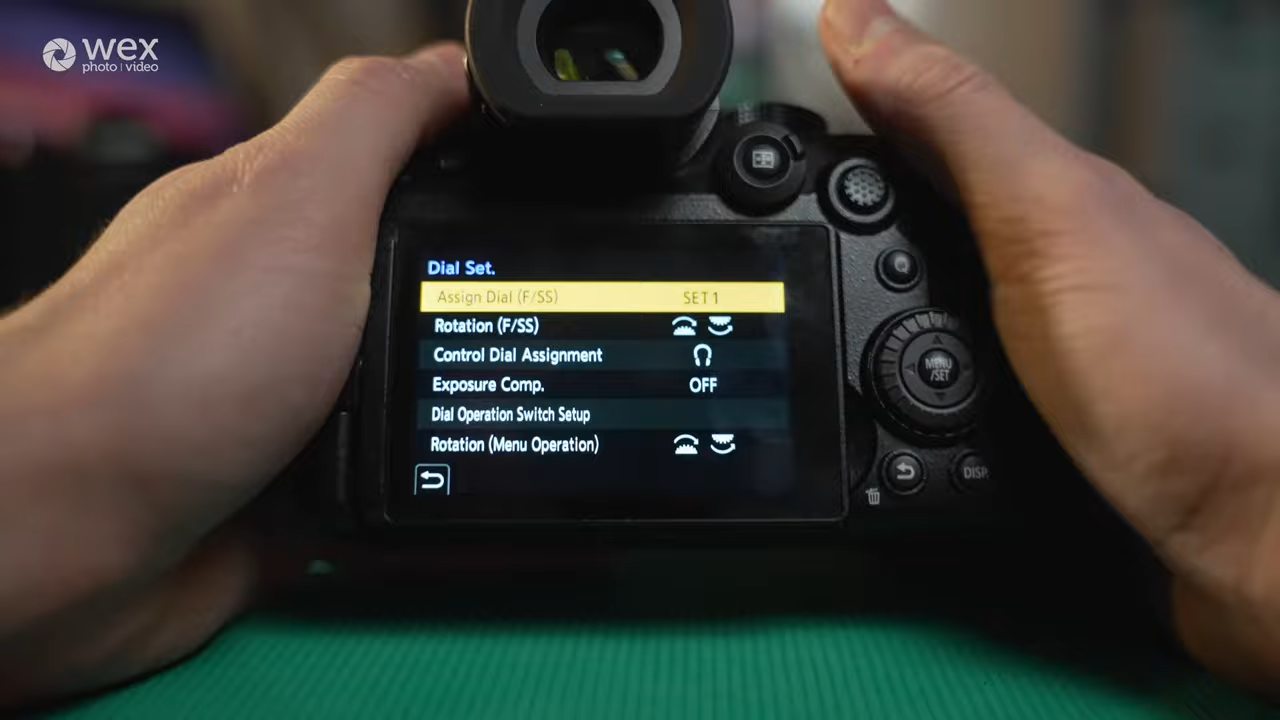 wex
photo | video
Dial Set.
Assign Dial (F/SS) SET 1
Rotation (F/SS)
Control Dial Assignment
Exposure Comp. OFF
Dial Operation Switch Setup
Rotation (Menu Operation)
Q
MENU
/SET
DISP.